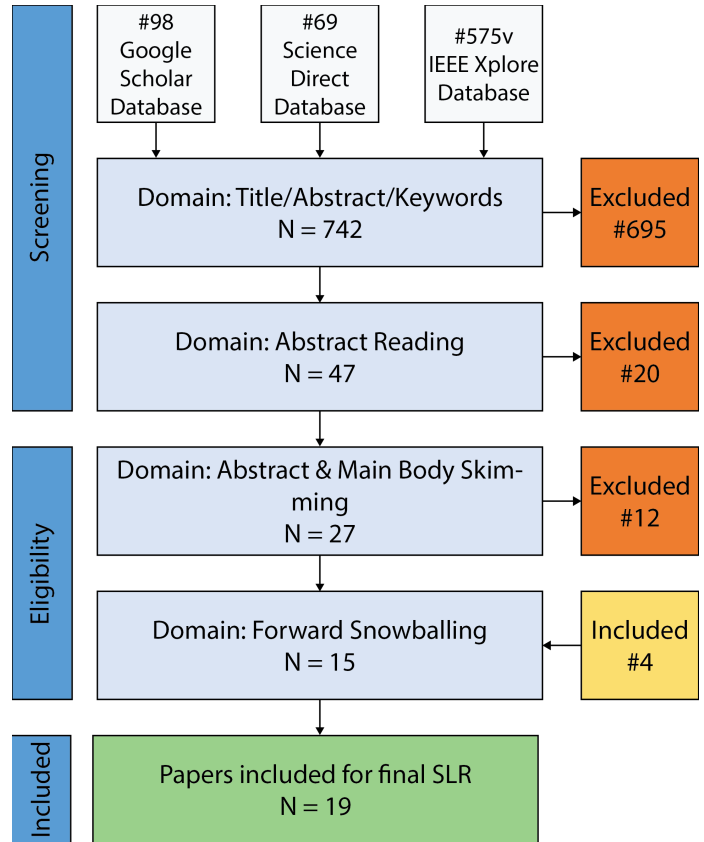 #98
Google
Scholar
Database
#69
Science
Direct
Database
#575v
IEEE Xplore
Database
Screening
Domain: Title/Abstract/Keywords
N = 742
Excluded
#695
Domain: Abstract Reading
N = 47
Excluded
#20
Eligibility
Domain: Abstract & Main Body Skim-
ming
N = 27
Excluded
#12
Domain: Forward Snowballing
N = 15
Included
#4
Included
Papers included for final SLR
N = 19